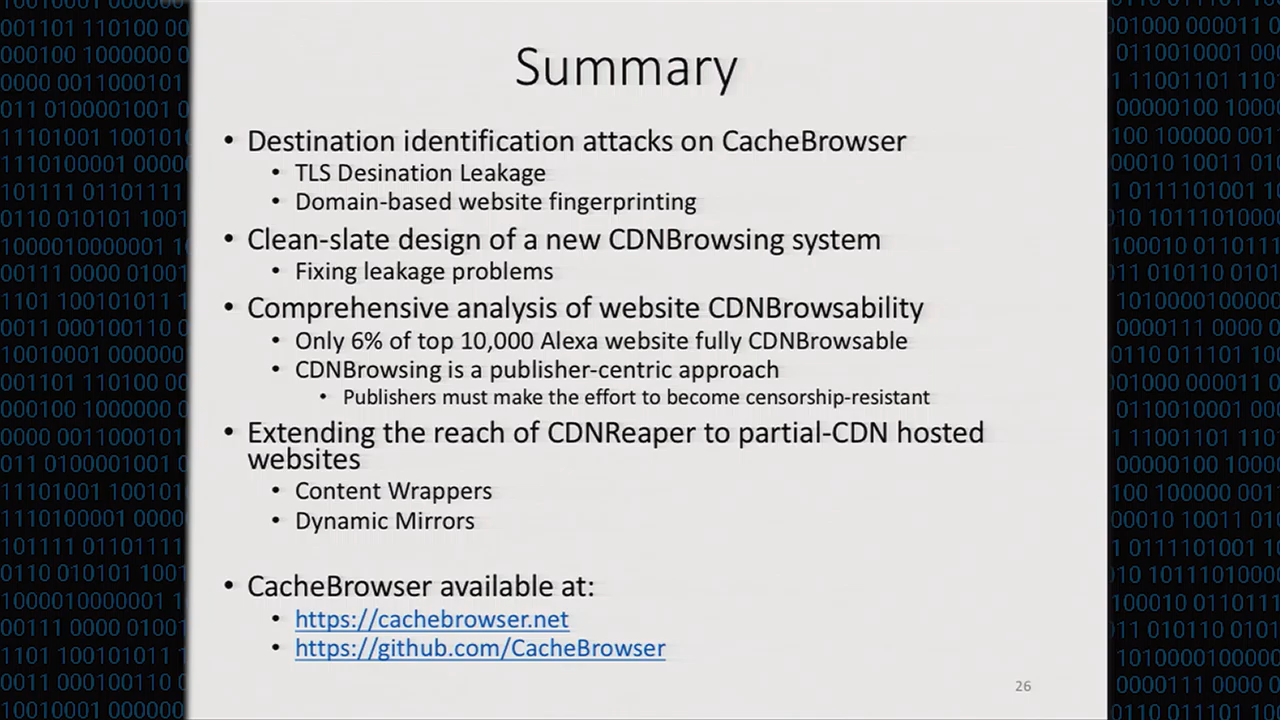 Summary
• Destination identification attacks on CacheBrowser
• TLS Desination Leakage
• Domain-based website fingerprinting
• Clean-slate design of a new CDNBrowsing system
• Fixing leakage problems
• Comprehensive analysis of website CDNBrowsability
• Only 6% of top 10,000 Alexa website fully CDNBrowsable
• CDNBrowsing is a publisher-centric approach
• Publishers must make the effort to become censorship-resistant
• Extending the reach of CDNReaper to partial-CDN hosted
websites
• Content Wrappers
• Dynamic Mirrors
• CacheBrowser available at:
• https://cachebrowser.net
• https://github.com/CacheBrowser
26